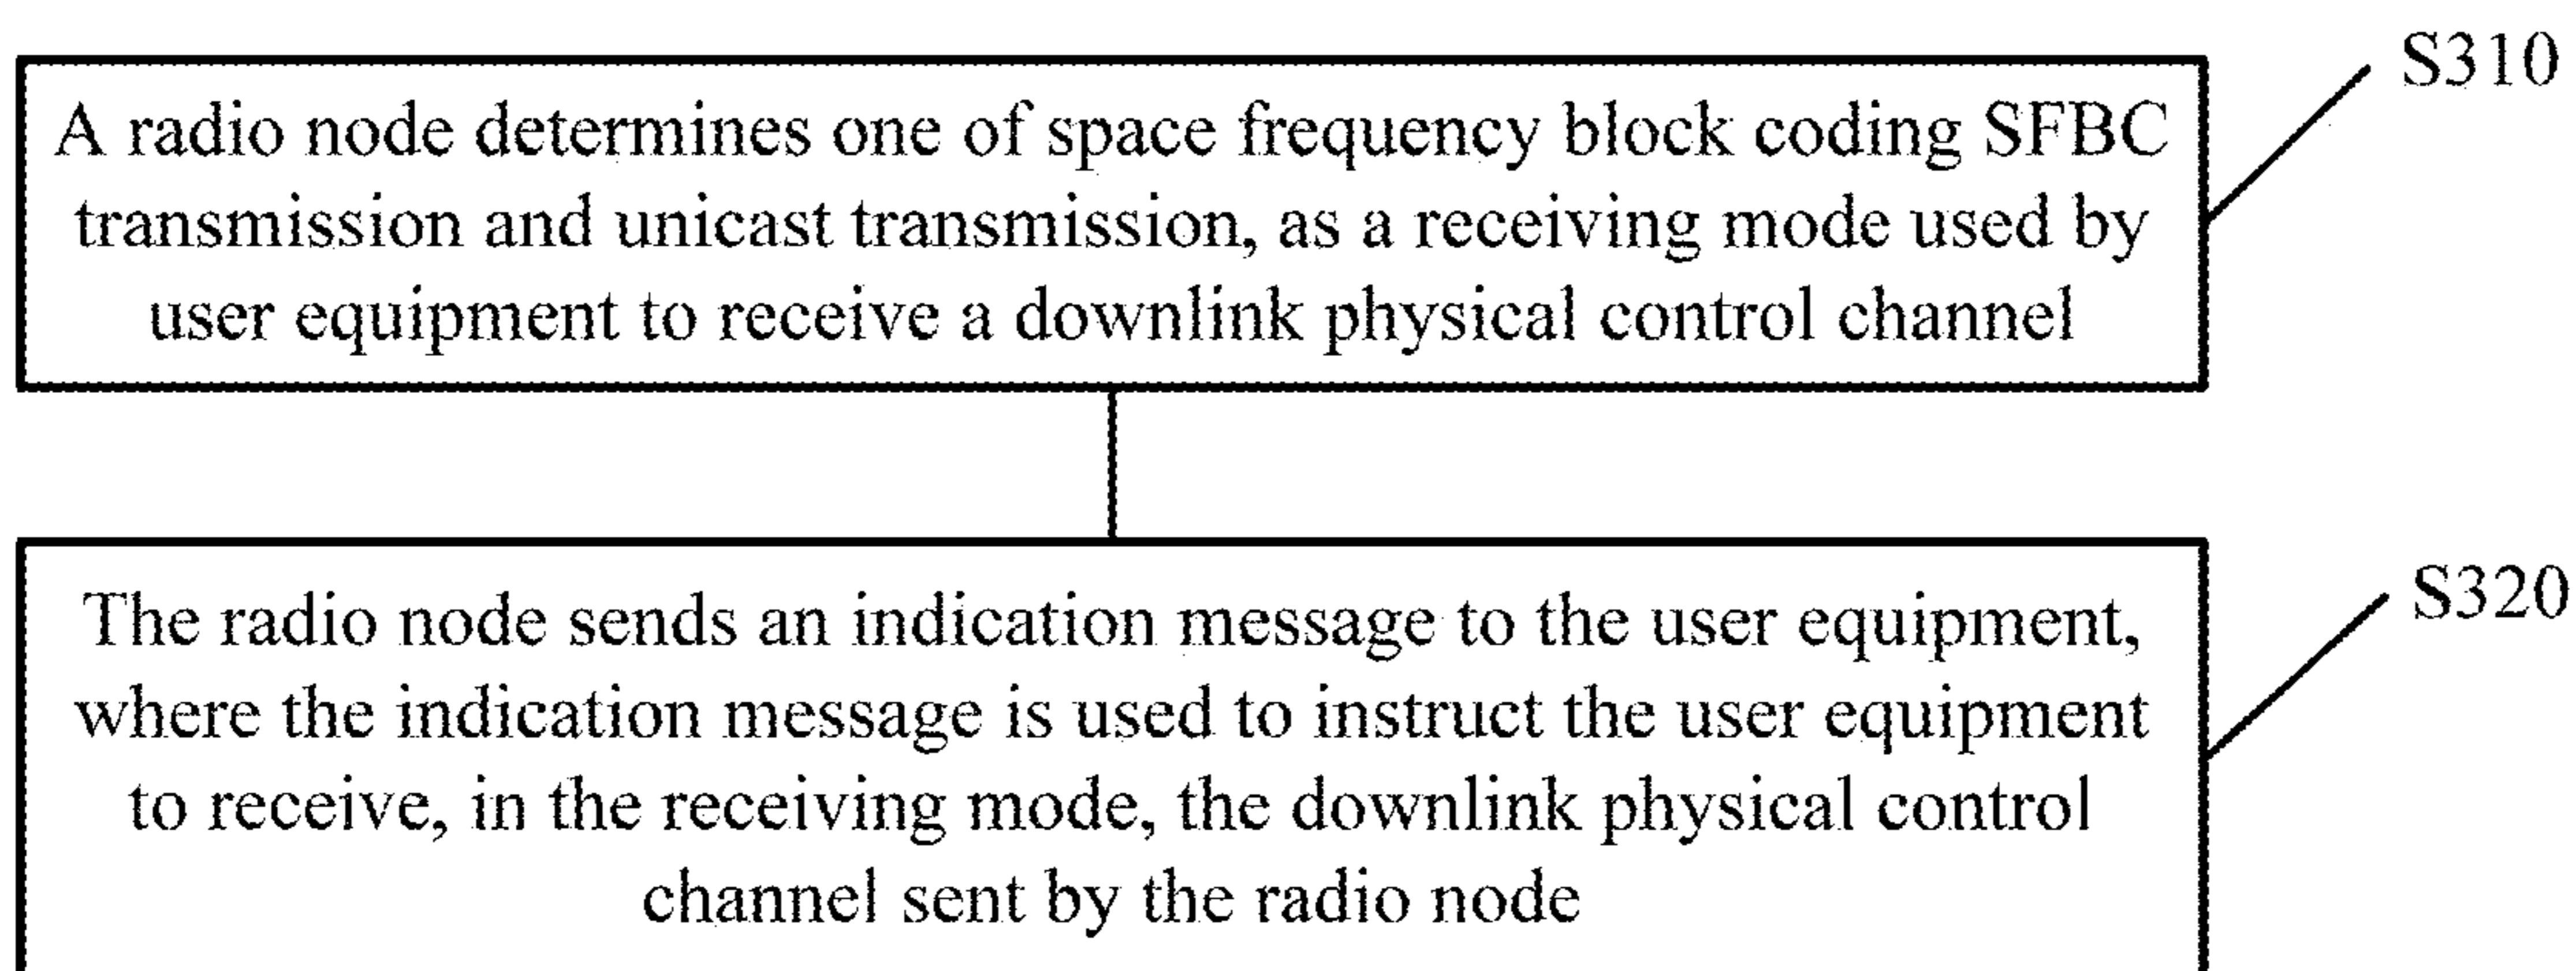 S310
A radio node determines one of space frequency block coding SFBC
transmission and unicast transmission, as a receiving mode used by
user equipment to receive a downlink physical control channel
S320
The radio node sends an indication message to the user equipment,
where the indication message is used to instruct the user equipment
to receive, in the receiving mode, the downlink physical control
channel sent by the radio node